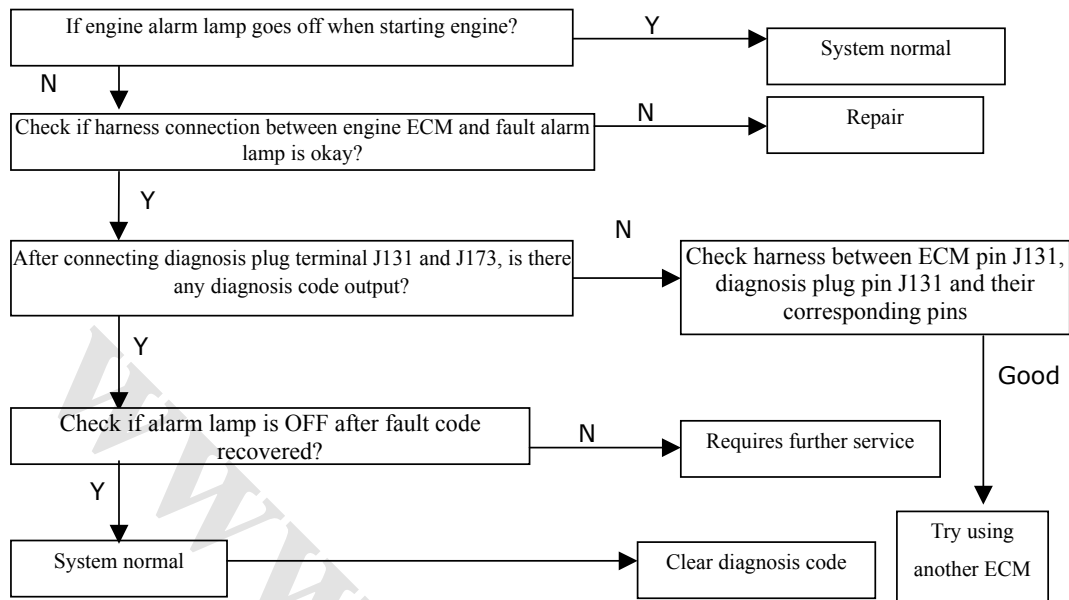 If engine alarm lamp goes off when starting engine?
Y
System normal
N
Check if harness connection between engine ECM and fault alarm
lamp is okay?
N
Repair
Y
After connecting diagnosis plug terminal J131 and J173, is there
any diagnosis code output?
N
Check harness between ECM pin J131,
diagnosis plug pin J131 and their
corresponding pins
Y
Good
Check if alarm lamp is OFF after fault code
recovered?
N
Requires further service
Y
System normal
Clear diagnosis code
Try using
another ECM
www